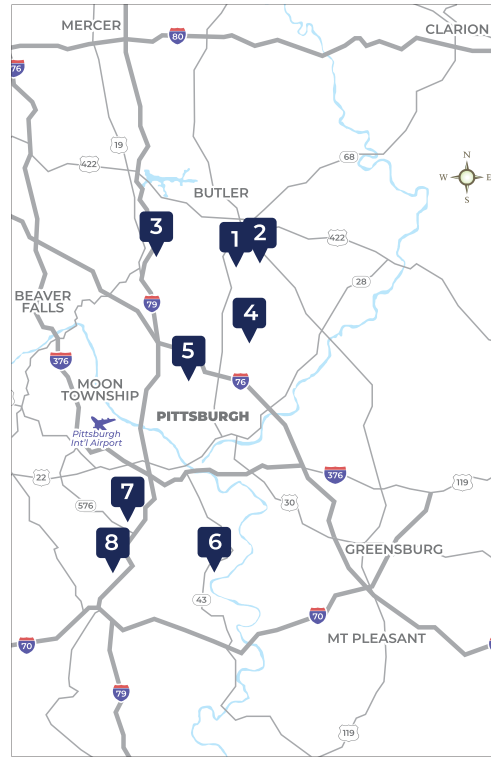 MERCER
80
CLARION
76
19
422
68
N
W E
S
BUTLER
3
1
2
422
28
79
BEAVER
FALLS
4
5
376
76
MOON
TOWNSHIP
PITTSBURGH
Pittsburgh
Int'l Airport
22
376
119
7
576
30
8
6
GREENSBURG
43
70
70
MT PLEASANT
79
119